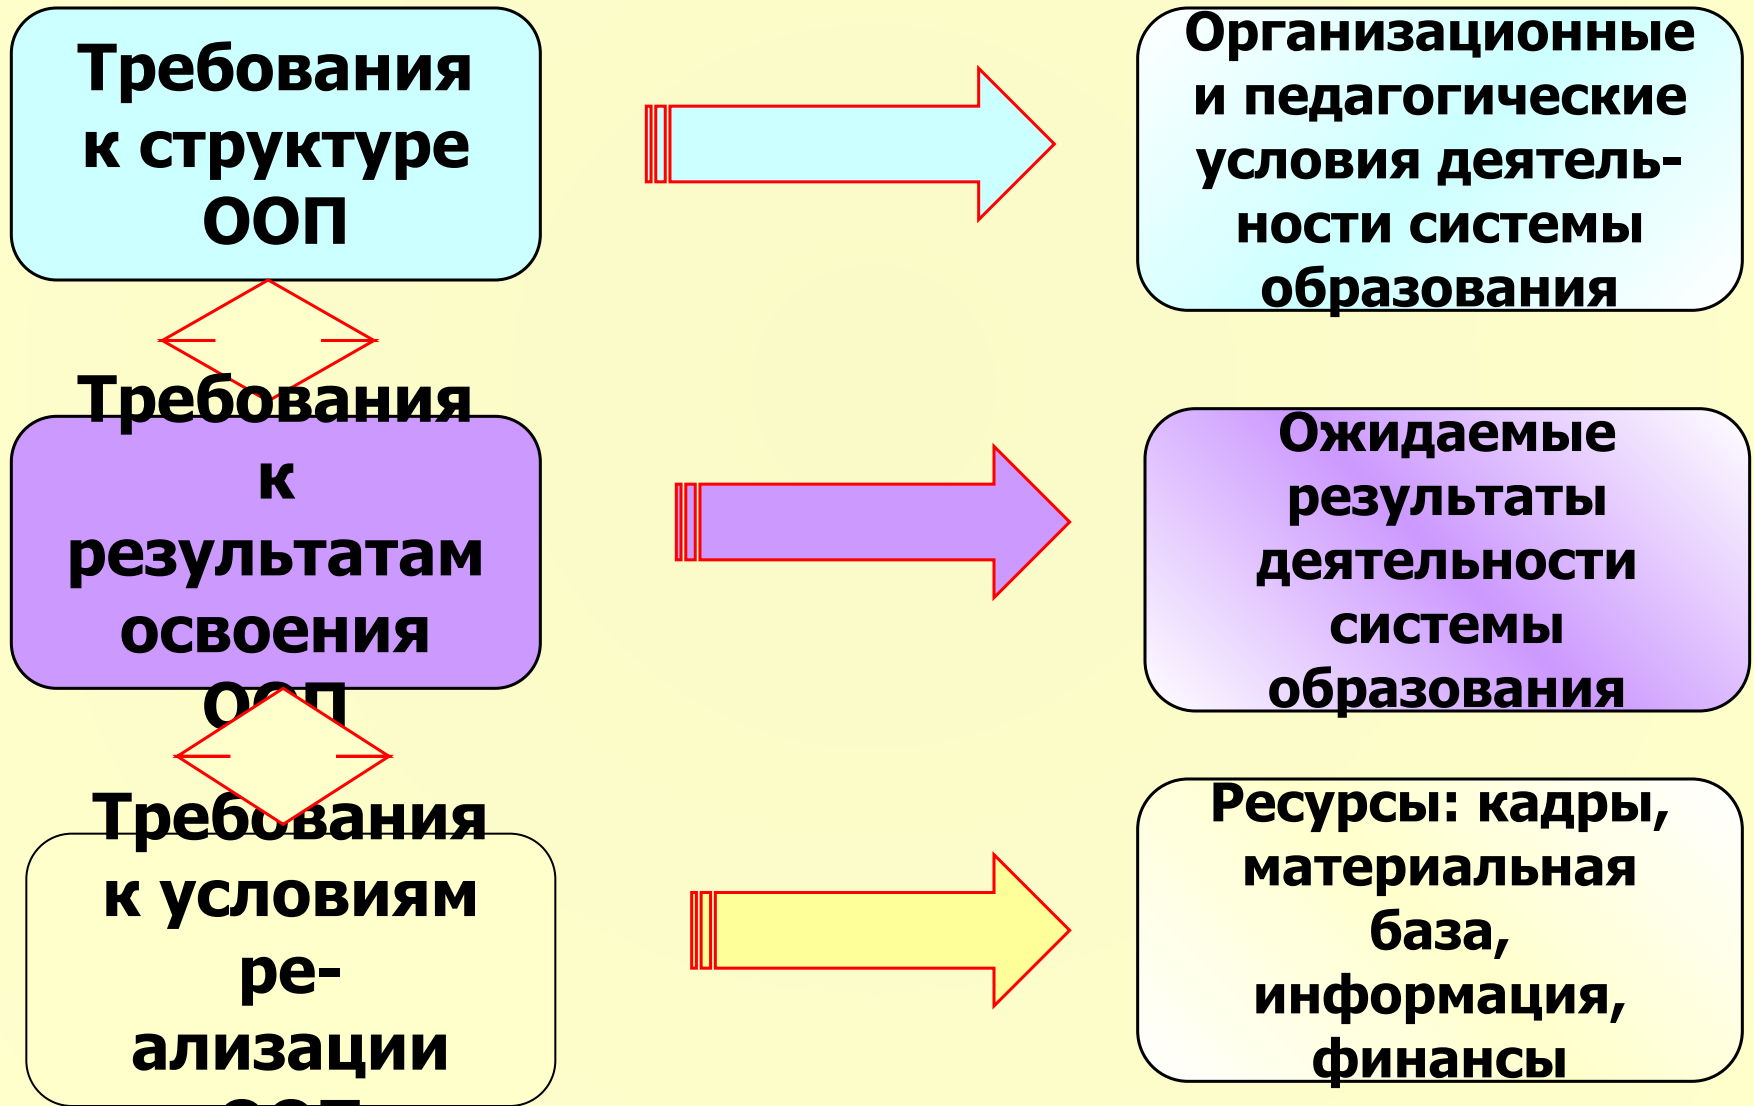 Требования
к структуре
ООП
Организационные
и педагогические
условия деятель-
ности системы
образования
Требования
к
результатам
освоения
ООП
Ожидаемые
результаты
деятельности
системы
образования
Требования
к условиям
ре-
ализации
ООП
Ресурсы: кадры,
материальная
база,
информация,
финансы